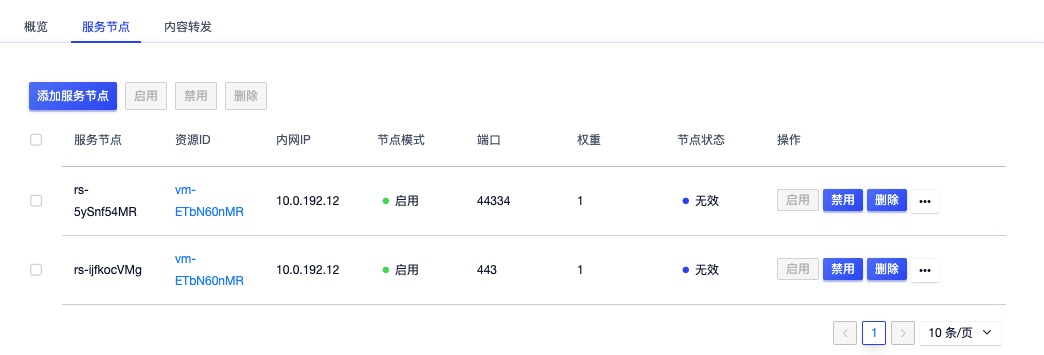 概览 服务节点 内容转发
添加服务节点 启用 禁用 删除
服务节点 资源ID 内网IP 节点模式 端口 权重 节点状态 操作
rs-
5ySnf54MR
vm-
ETbN60nMR
10.0.192.12 启用 44334 1 无效 启用 禁用 删除 •••
rs-ijfkocVMg
vm-
ETbN60nMR
10.0.192.12 启用 443 1 无效 启用 禁用 删除 •••
1 10 条/页